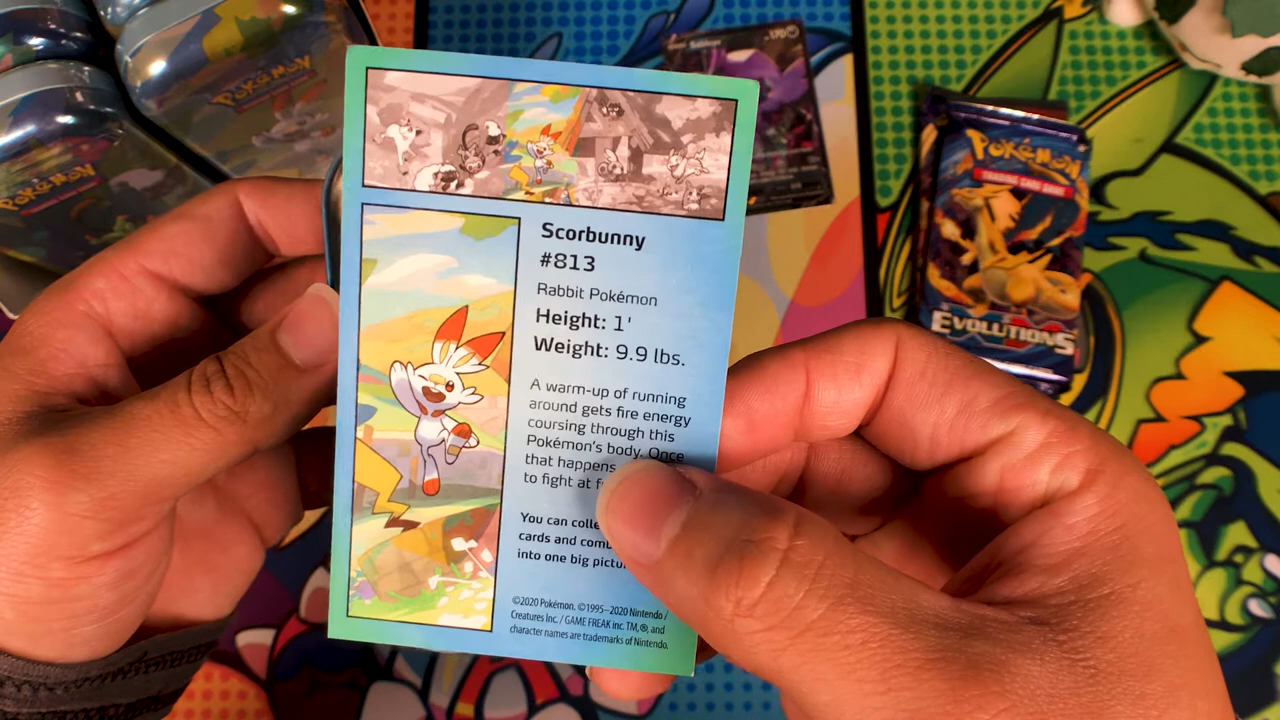 Pokémon
Pokémon
170
Scorbunny
#813
Rabbit Pokémon
Height: 1'
Weight: 9.9 lbs.
A warm-up of running
around gets fire energy
coursing through this
Pokémon's body. Once
that happens
to fight at
You can
cards and
into one big
©2020 Pokémon. ©1995–2020 Nintendo /
Creatures Inc. / GAME FREAK inc. TM,®, and
character names are trademarks of Nintendo.
POKÉMON
TRADING CARD GAME
XY
EVOLUTIONS